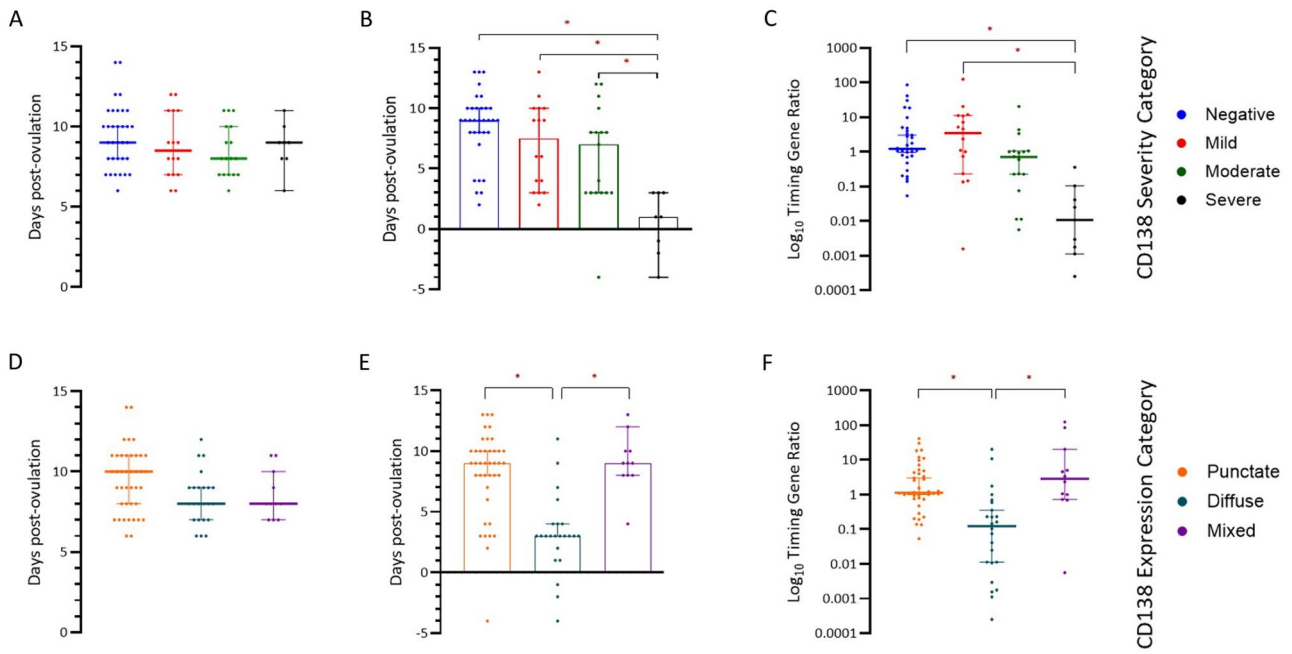 A
15
10
5
0
Days post-ovulation
B
* 
*
*
15
10
5
0
-5
Days post-ovulation
C
*
*
1000
100
10
1
0.1
0.01
0.001
0.0001
Log10 Timing Gene Ratio
CD138 Severity Category
Negative
Mild
Moderate
Severe
D
15
10
5
0
Days post-ovulation
E
* *
15
10
5
0
-5
Days post-ovulation
F
* *
1000
100
10
1
0.1
0.01
0.001
0.0001
Log10 Timing Gene Ratio
CD138 Expression Category
Punctate
Diffuse
Mixed